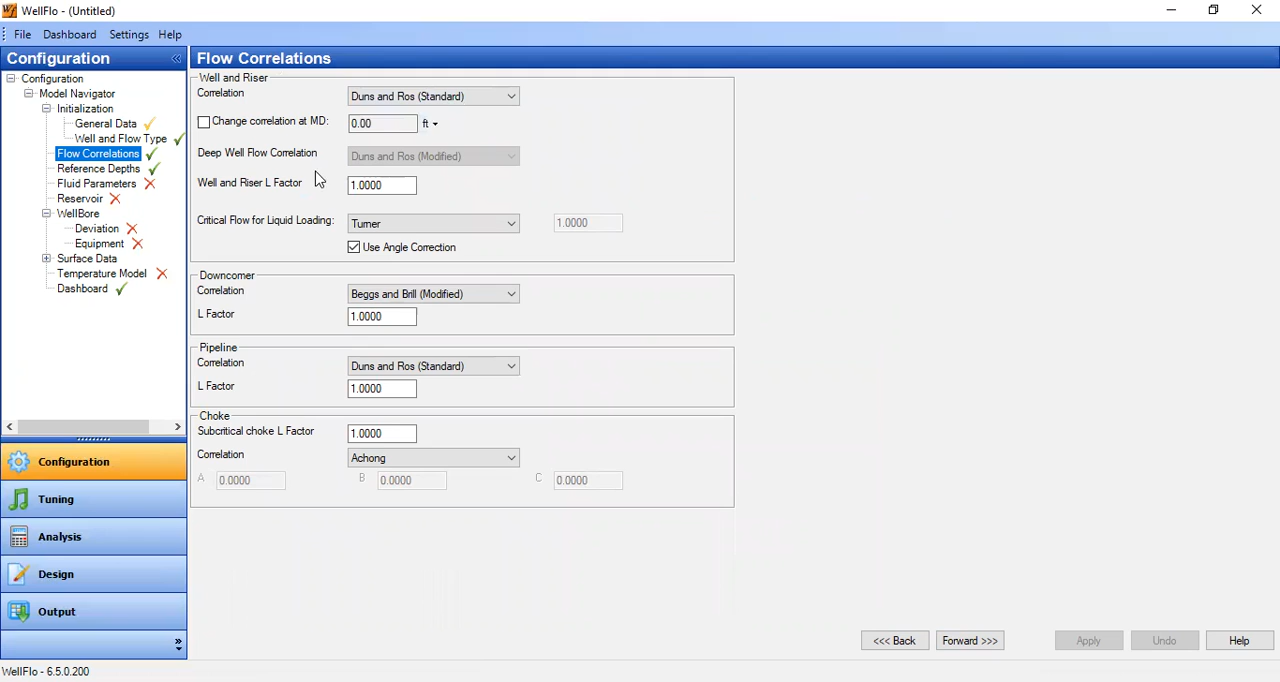 WellFlo - (Untitled)
File Dashboard Settings Help
Configuration «
Configuration
Model Navigator
Initialization
General Data
Well and Flow Type
Flow Correlations
Reference Depths
Fluid Parameters
Reservoir
WellBore
Deviation
Equipment
Surface Data
Temperature Model
Dashboard
Configuration
Tuning
Analysis
Design
Output
»
Flow Correlations
Well and Riser
Correlation Duns and Ros (Standard)
Change correlation at MD: 0.00 ft
Deep Well Flow Correlation Duns and Ros (Modified)
Well and Riser L Factor 1.0000
Critical Flow for Liquid Loading: Turner 1.0000
Use Angle Correction
Downcomer
Correlation Beggs and Brill (Modified)
L Factor 1.0000
Pipeline
Correlation Duns and Ros (Standard)
L Factor 1.0000
Choke
Subcritical choke L Factor 1.0000
Correlation Achong
A 0.0000 B 0.0000 C 0.0000
<<< Back Forward >>> Apply Undo Help
WellFlo - 6.5.0.200